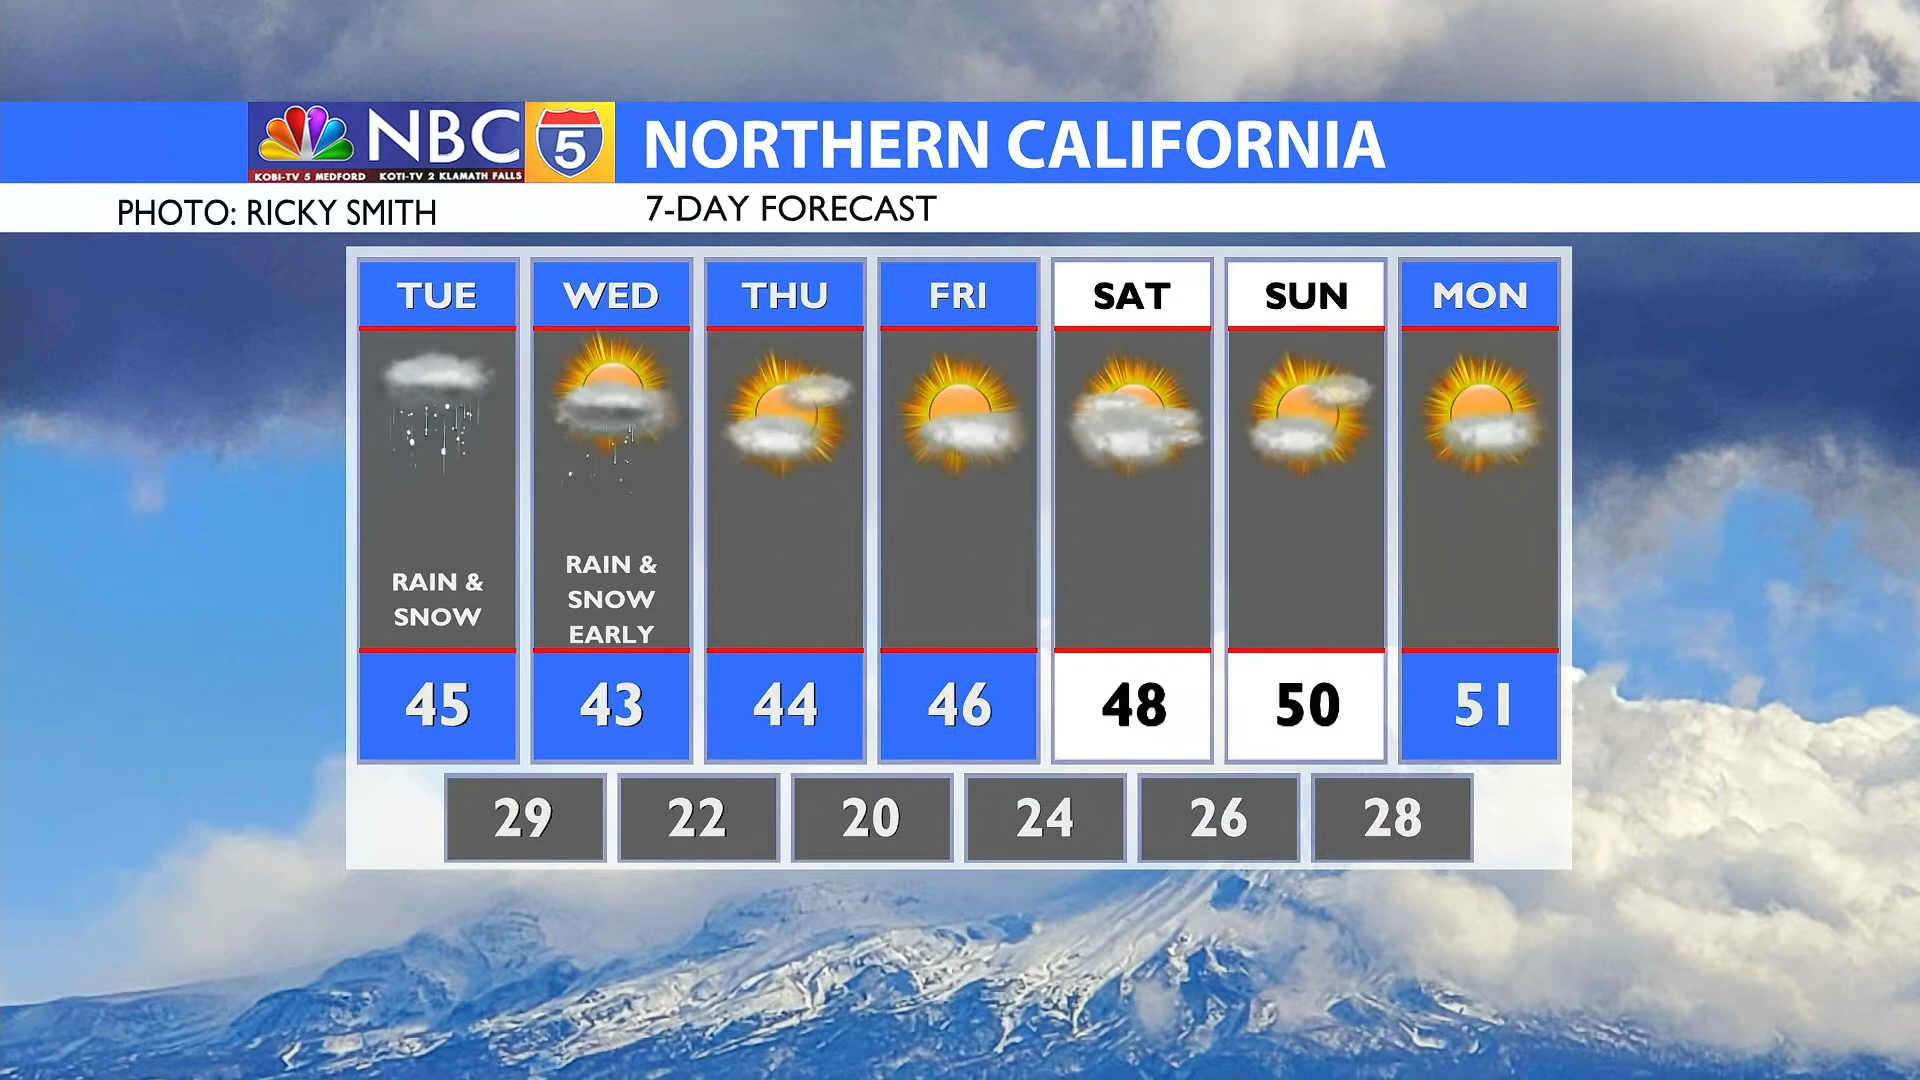 NBC 5
KOBI-TV 5 MEDFORD KOTI-TV 2 KLAMATH FALLS
NORTHERN CALIFORNIA
PHOTO: RICKY SMITH
7-DAY FORECAST
TUE WED THU FRI SAT SUN MON
RAIN &
SNOW
RAIN &
SNOW
EARLY
45 43 44 46 48 50 51
29 22 20 24 26 28